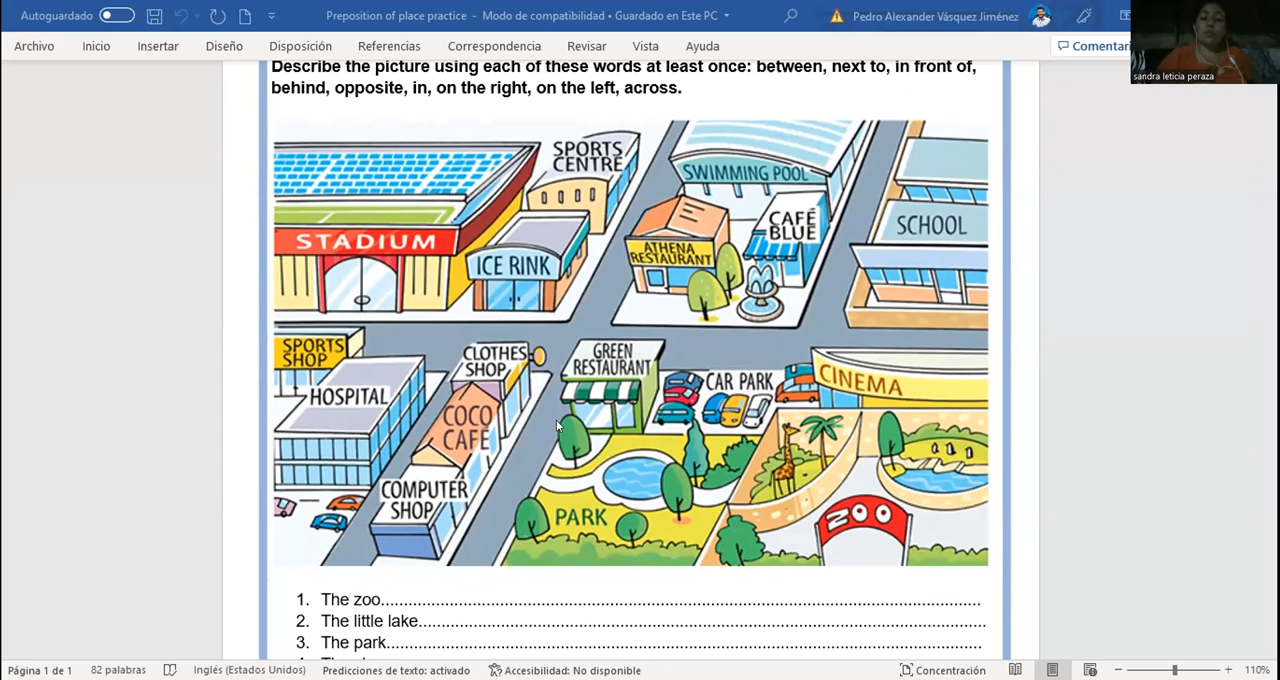 Autoguardado
Preposition of place practice - Modo de compatibilidad • Guardado en Este PC
Pedro Alexander Vásquez Jiménez
Archivo Inicio Insertar Diseño Disposición Referencias Correspondencia Revisar Vista Ayuda
sandra leticia peraza
Describe the picture using each of these words at least once: between, next to, in front of,
behind, opposite, in, on the right, on the left, across.
SPORTS
CENTRE
SWIMMING POOL
STADIUM
ICE RINK
ATHENA
RESTAURANT
CAFÉ
BLUE
SCHOOL
SPORTS
SHOP
HOSPITAL
CLOTHES
SHOP
COCO
CAFÉ
COMPUTER
SHOP
GREEN
RESTAURANT
CAR PARK
CINEMA
PARK
ZOO
1. The zoo
2. The little lake
3. The park
Página 1 de 1 82 palabras Inglés (Estados Unidos) Predicciones de texto: activado Accesibilidad: No disponible Concentración 110%